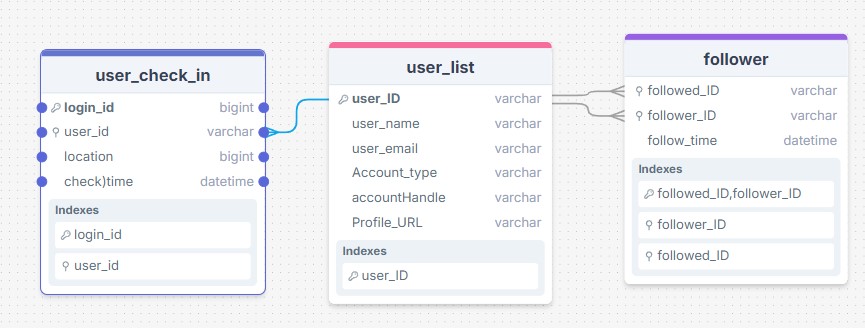 user_check_in
login_id bigint
user_id varchar
location bigint
check)time datetime
Indexes
login_id
user_id
user_list
user_ID varchar
user_name varchar
user_email varchar
Account_type varchar
accountHandle varchar
Profile_URL varchar
Indexes
user_ID
follower
followed_ID varchar
follower_ID varchar
follow_time datetime
Indexes
followed_ID,follower_ID
follower_ID
followed_ID